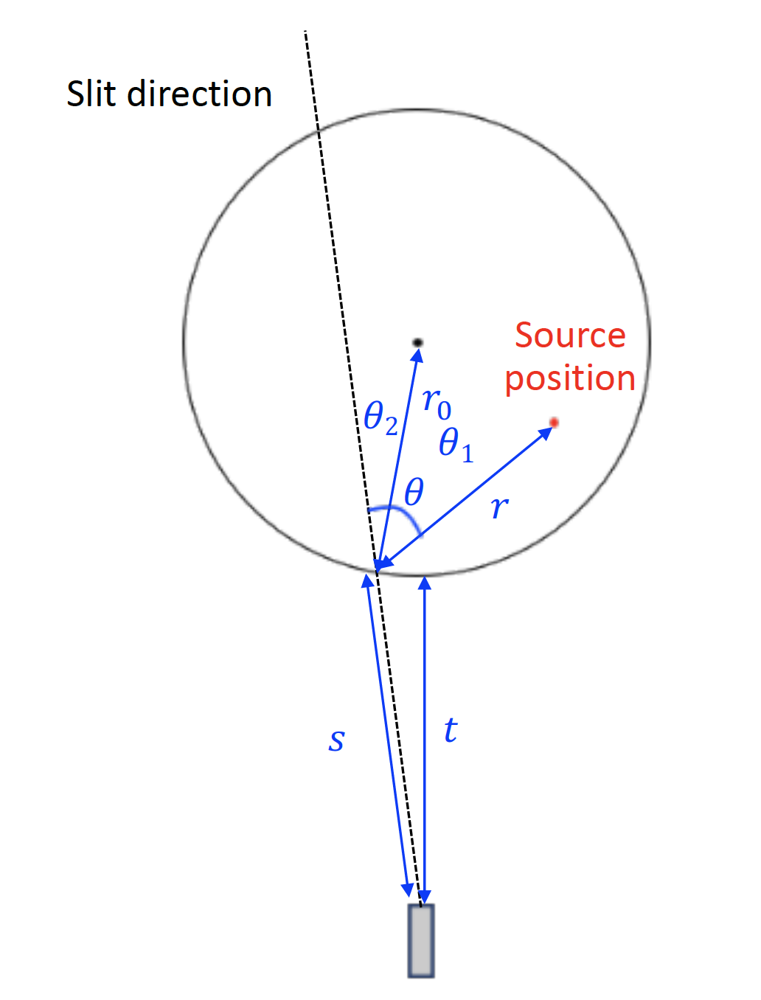 Slit direction
Source
position
r₀
θ₂
θ₁
θ
r
s
t